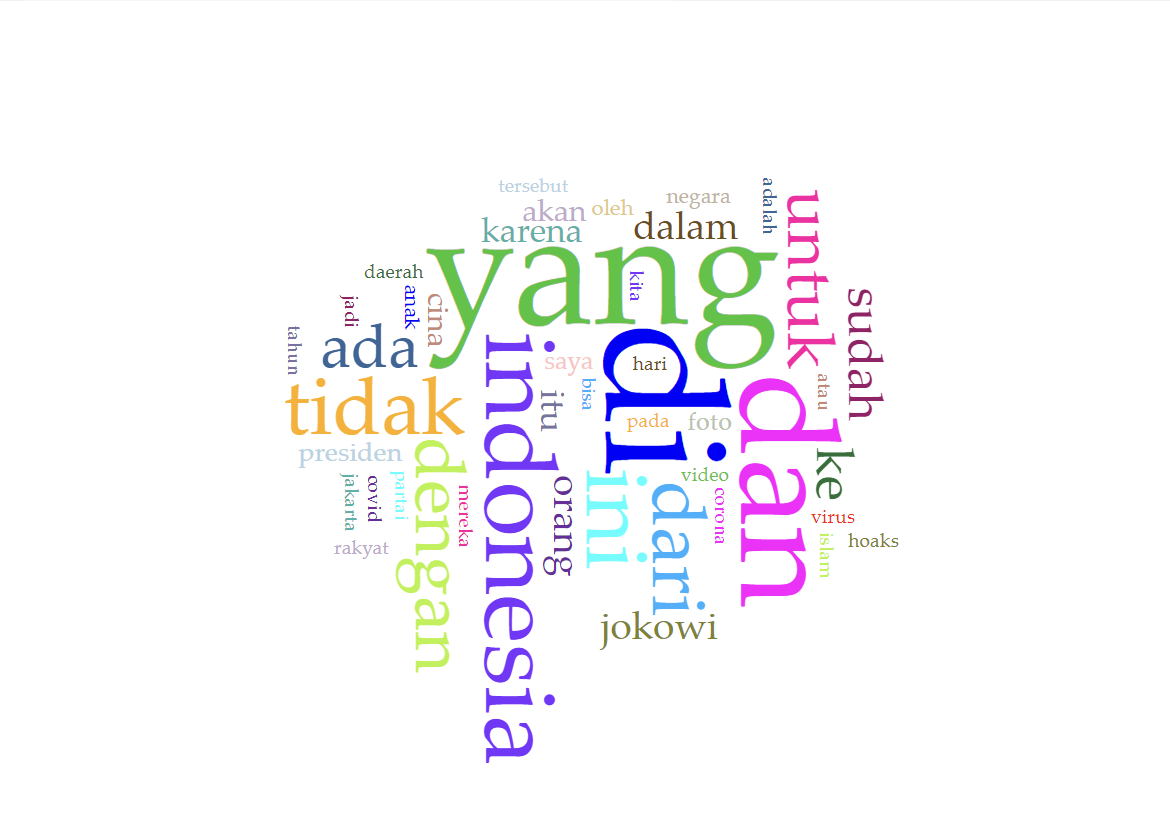 tersebut
akan
oleh
negara
adalah
karena
dalam
untuk
yang
daerah
kita
anak
jadi
cina
sudah
tahun
ada
indonesia
di
saya
hari
bisa
itu
atau
tidak
pada
foto
dan
presiden
dengan
ke
jakarta
covid
partai
mereka
orang
ini
video
dari
corona
virus
islam
hoaks
rakyat
jokowi